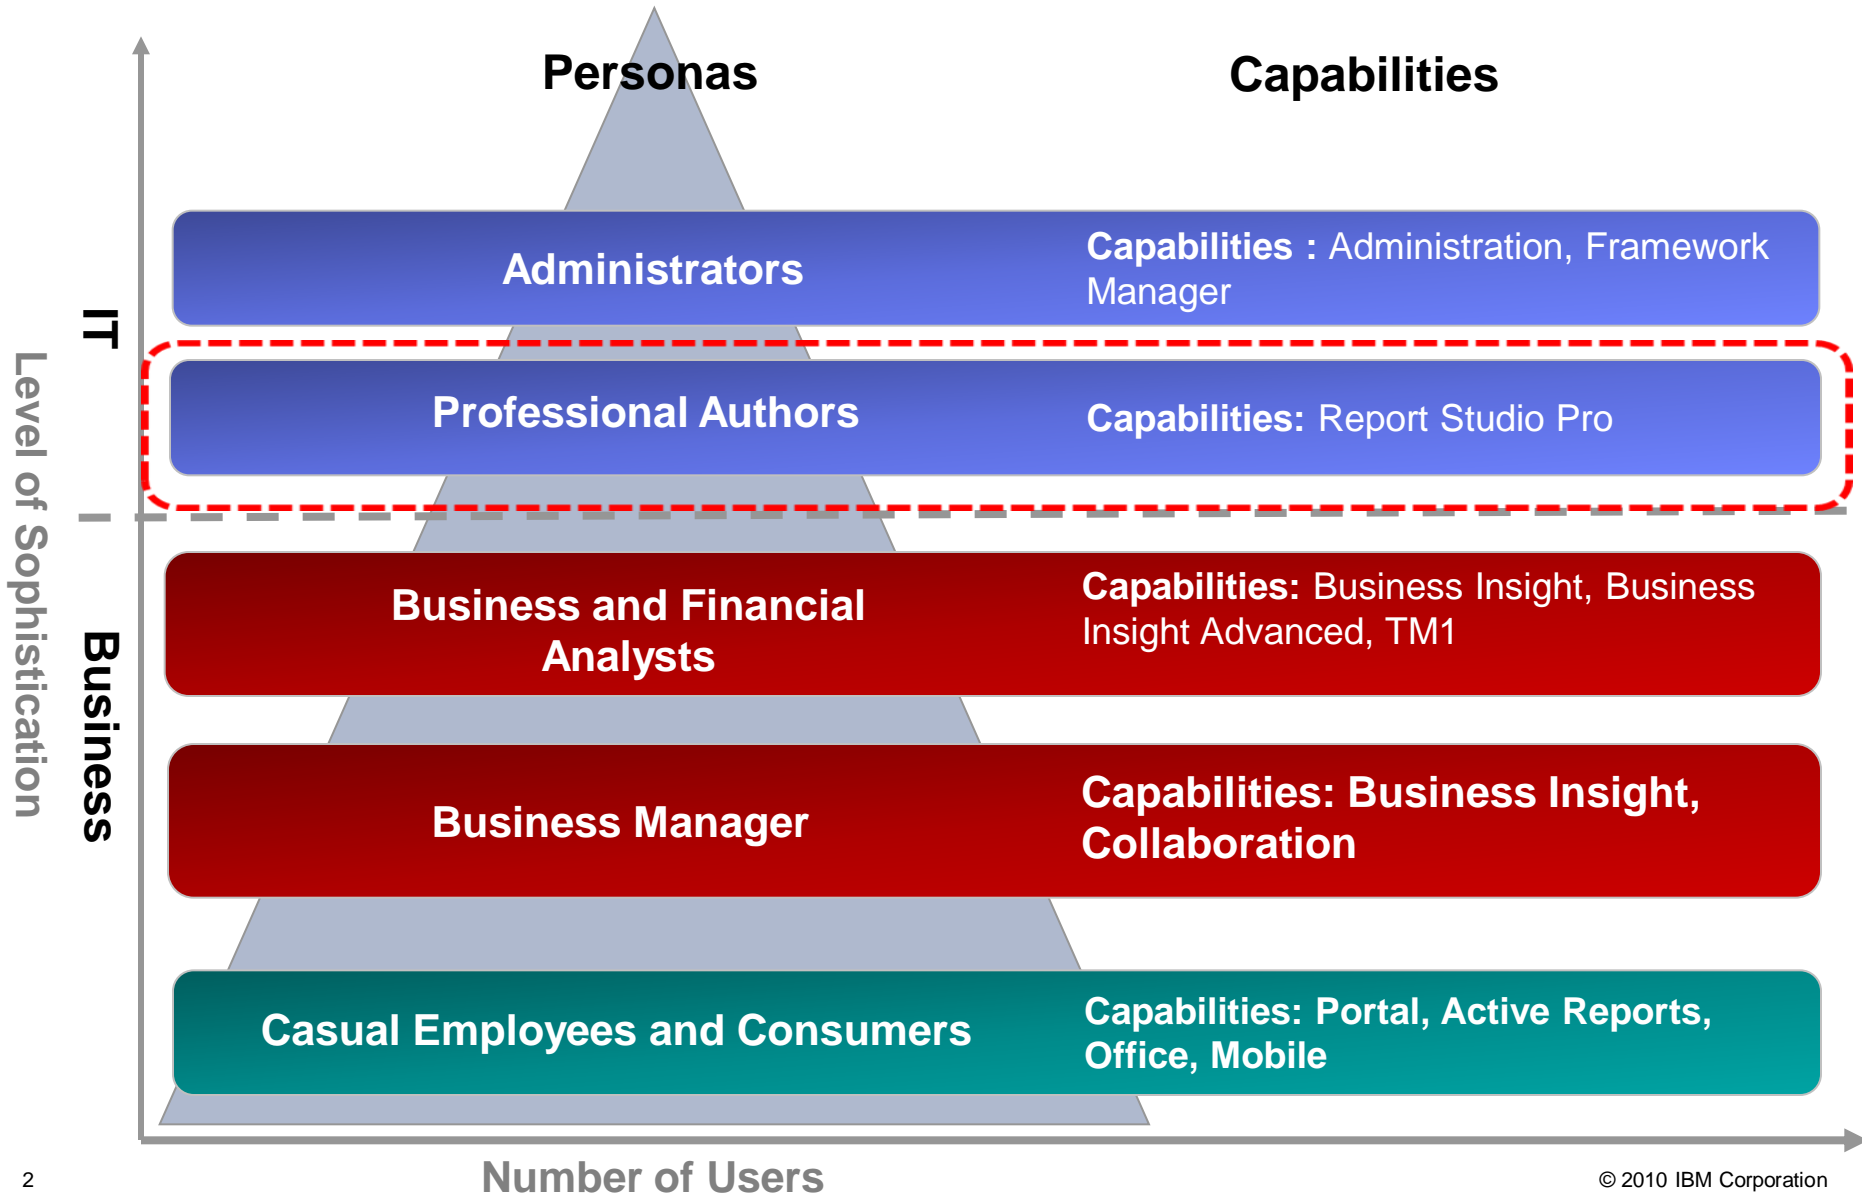 Personas
Capabilities
Administrators
Capabilities : Administration, Framework
Manager
IT
Professional Authors
Capabilities: Report Studio Pro
Level of Sophistication
Business and Financial
Analysts
Capabilities: Business Insight, Business
Insight Advanced, TM1
Business
Business Manager
Capabilities: Business Insight,
Collaboration
Casual Employees and Consumers
Capabilities: Portal, Active Reports,
Office, Mobile
Number of Users
2
© 2010 IBM Corporation